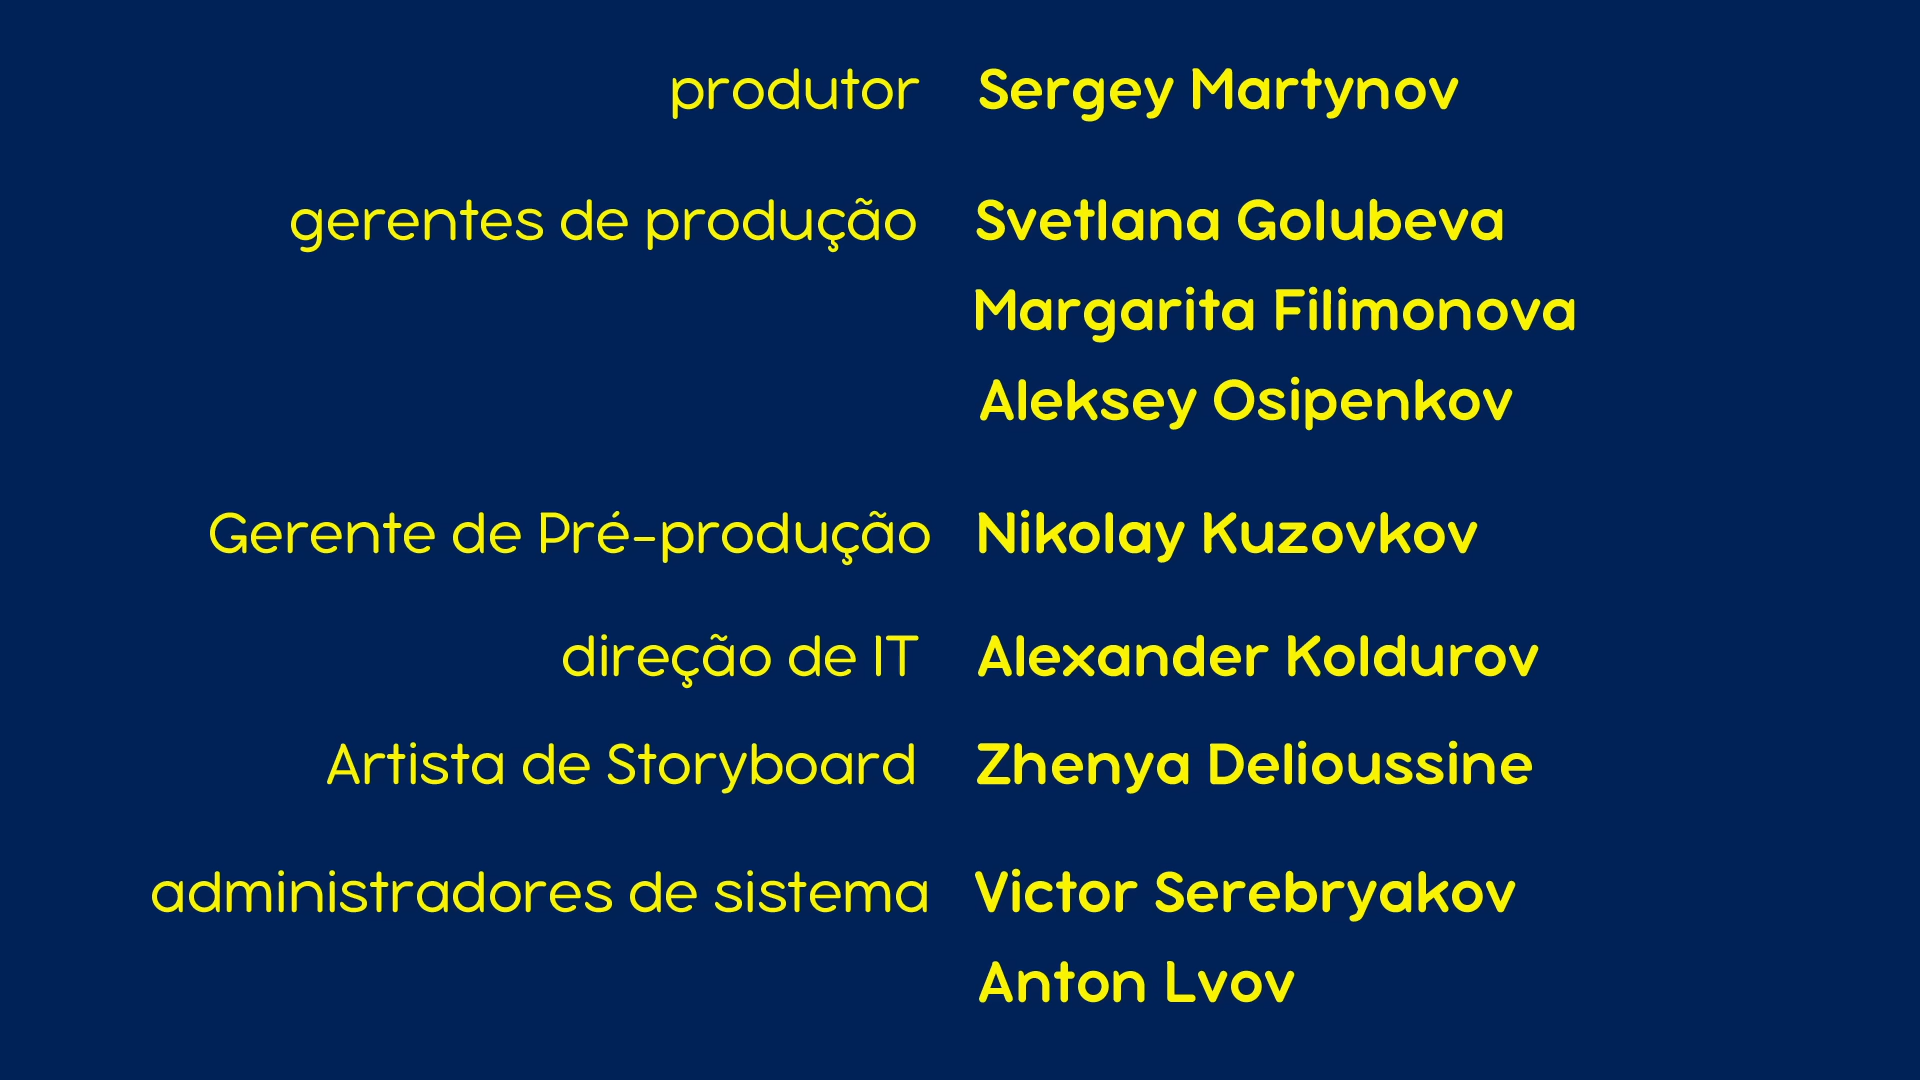 produtor Sergey Martynov
gerentes de produção Svetlana Golubeva
Margarita Filimonova
Aleksey Osipenkov
Gerente de Pré-produção Nikolay Kuzovkov
direção de IT Alexander Koldurov
Artista de Storyboard Zhenya Delioussine
administradores de sistema Victor Serebryakov
Anton Lvov